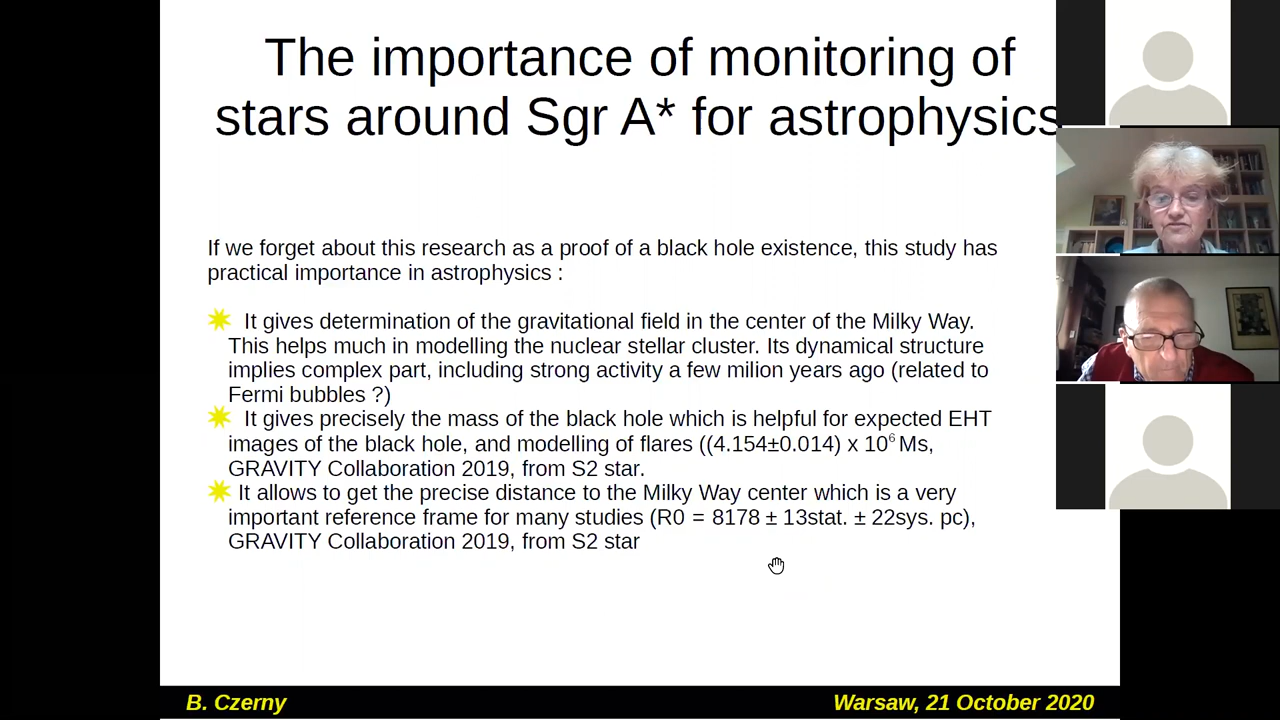 The importance of monitoring of
stars around Sgr A* for astrophysics
If we forget about this research as a proof of a black hole existence, this study has
practical importance in astrophysics :
It gives determination of the gravitational field in the center of the Milky Way.
This helps much in modelling the nuclear stellar cluster. Its dynamical structure
implies complex part, including strong activity a few milion years ago (related to
Fermi bubbles ?)
It gives precisely the mass of the black hole which is helpful for expected EHT
images of the black hole, and modelling of flares ((4.154±0.014) x 10⁶ Ms,
GRAVITY Collaboration 2019, from S2 star.
It allows to get the precise distance to the Milky Way center which is a very
important reference frame for many studies (R0 = 8178 ± 13stat. ± 22sys. pc),
GRAVITY Collaboration 2019, from S2 star
B. Czerny
Warsaw, 21 October 2020